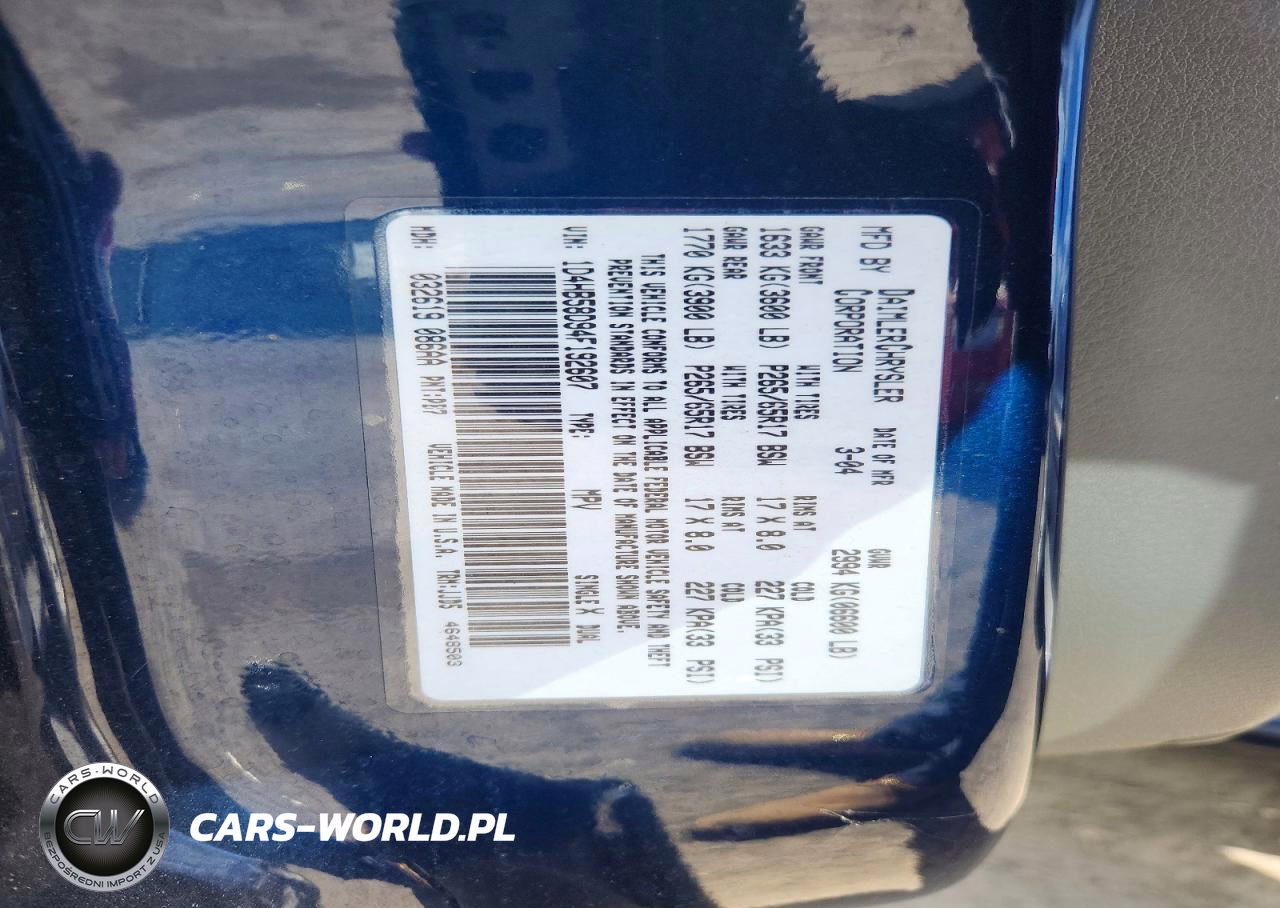 MFD BY DAIMLERCHRYSLER CORPORATION DATE OF MFR 3-04 GVWR 2994 KG(06600 LB)
GAWR FRONT WITH TIRES RIMS AT COLD
1633 KG(3600 LB) P265/65R17 BSW 17 X 8.0 227 KPA(33 PSI)
GAWR REAR WITH TIRES RIMS AT COLD
1770 KG(3900 LB) P265/65R17 BSW 17 X 8.0 227 KPA(33 PSI)
THIS VEHICLE CONFORMS TO ALL APPLICABLE FEDERAL MOTOR VEHICLE SAFETY AND THEFT
PREVENTION STANDARDS IN EFFECT ON THE DATE OF MANUFACTURE SHOWN ABOVE.
VIN: 1D4HB58D94F192607 TYPE: MPV SINGLE X DUAL
MDH: 032619 086AA PNT:PB7 VEHICLE MADE IN U.S.A. TRM:JJD5 4648503
CARS-WORLD
CW
BEZPOŚREDNI IMPORT Z USA
CARS-WORLD.PL